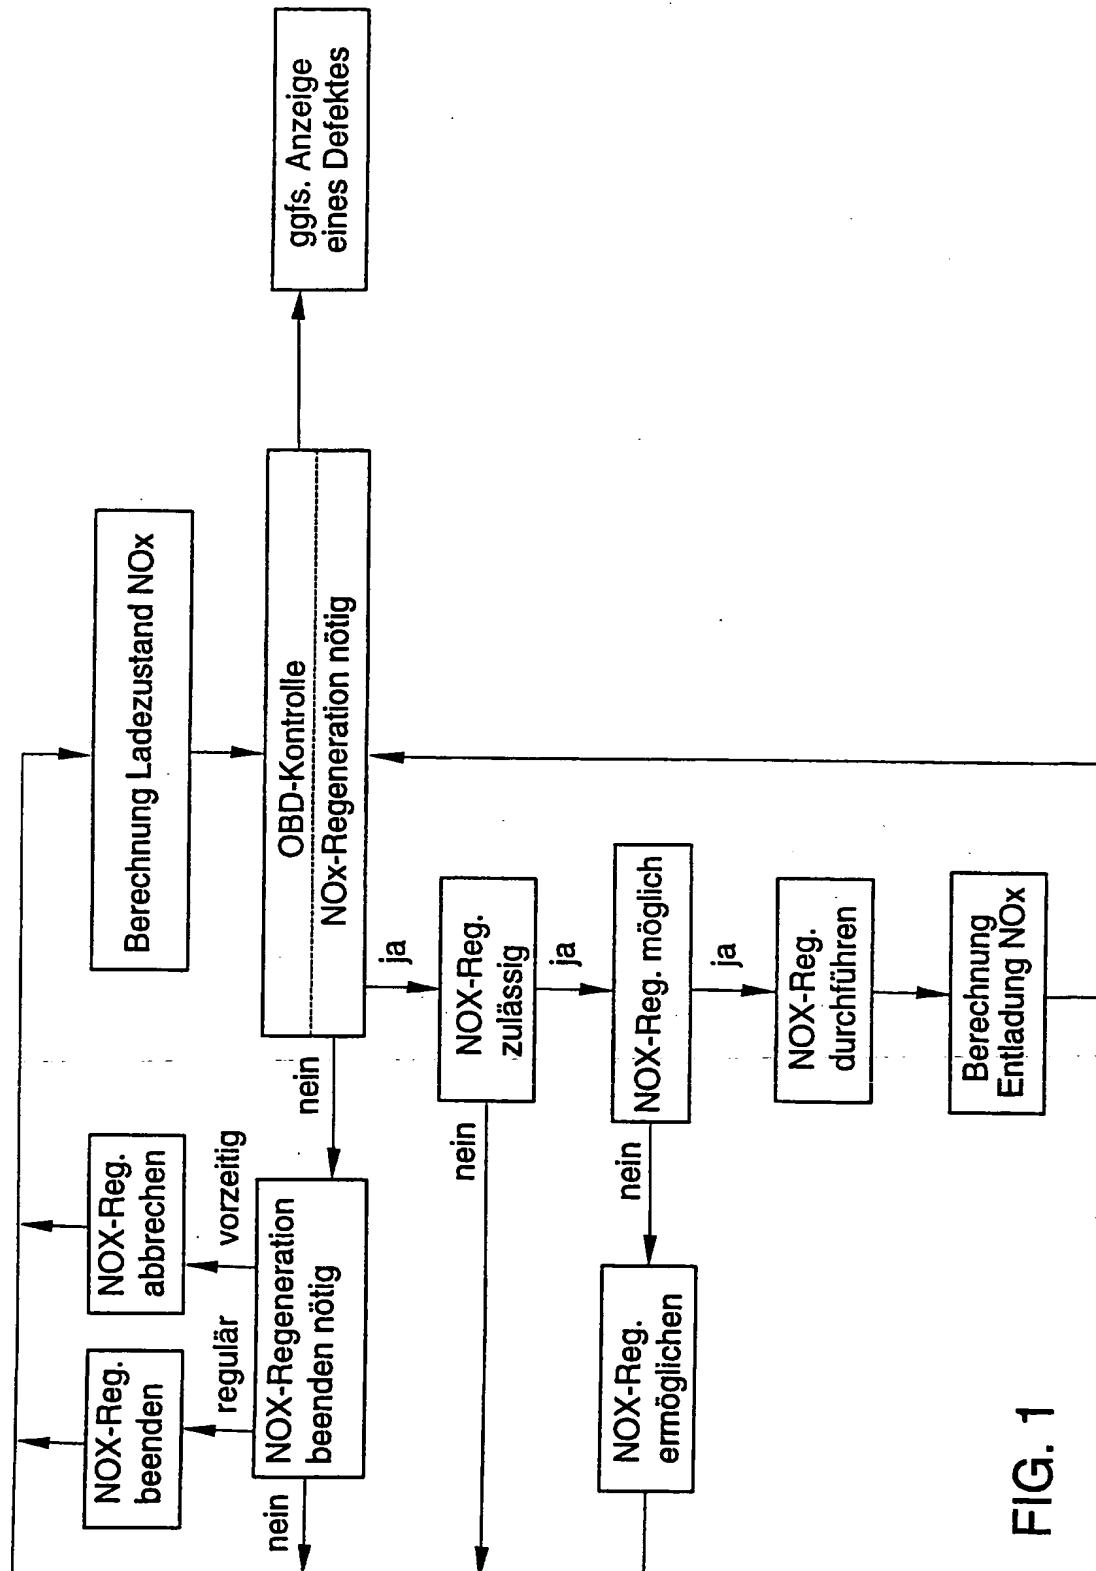 Berechnung Ladezustand NOx
OBD-Kontrolle
NOx-Regeneration nötig
ggfs. Anzeige
eines Defektes
nein
ja
NOX-Reg.
beenden
NOX-Reg.
abbrechen
regulär
vorzeitig
NOX-Regeneration
beenden nötig
nein
NOX-Reg.
zulässig
nein
ja
NOX-Reg. möglich
nein
ja
NOX-Reg.
ermöglichen
NOX-Reg.
durchführen
Berechnung
Entladung NOx
FIG. 1